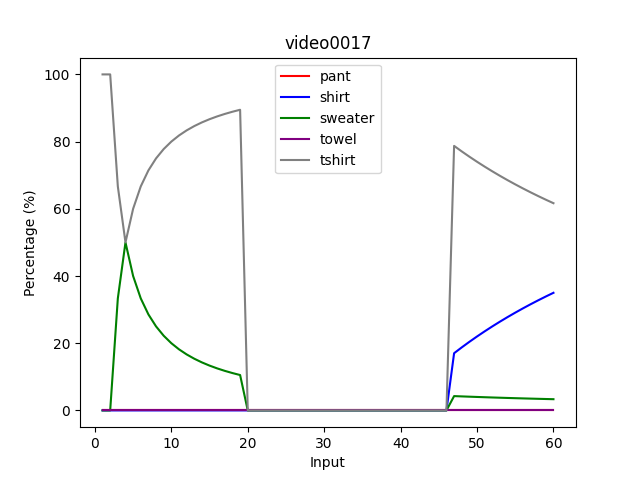 video0017
pant
shirt
sweater
towel
tshirt
100
80
60
40
20
0
Percentage (%)
0 10 20 30 40 50 60
Input